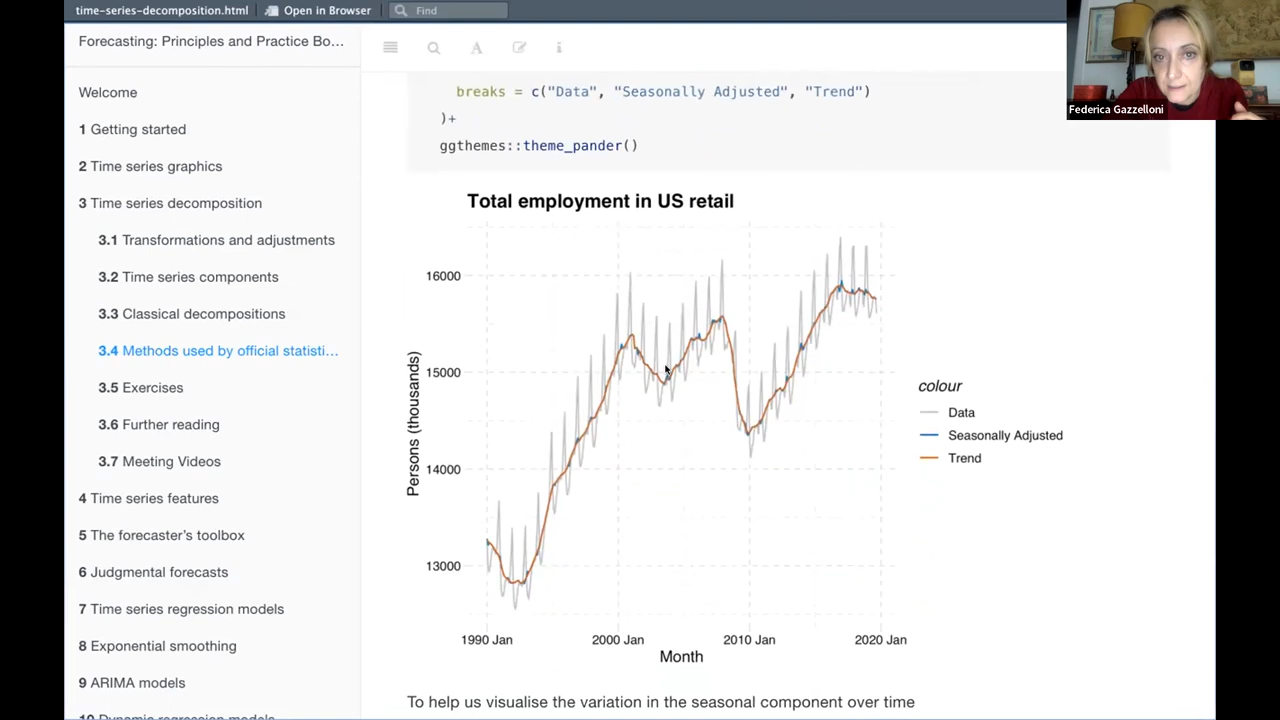 time-series-decomposition.html
Open in Browser
Find
Federica Gazzelloni
Forecasting: Principles and Practice Bo…
Welcome
1 Getting started
2 Time series graphics
3 Time series decomposition
3.1 Transformations and adjustments
3.2 Time series components
3.3 Classical decompositions
3.4 Methods used by official statisti…
3.5 Exercises
3.6 Further reading
3.7 Meeting Videos
4 Time series features
5 The forecaster's toolbox
6 Judgmental forecasts
7 Time series regression models
8 Exponential smoothing
9 ARIMA models
10 Dynamic regression models
breaks = c("Data", "Seasonally Adjusted", "Trend")
)+
ggthemes::theme_pander()
Total employment in US retail
Persons (thousands)
16000
15000
14000
13000
1990 Jan
2000 Jan
2010 Jan
2020 Jan
Month
colour
Data
Seasonally Adjusted
Trend
To help us visualise the variation in the seasonal component over time